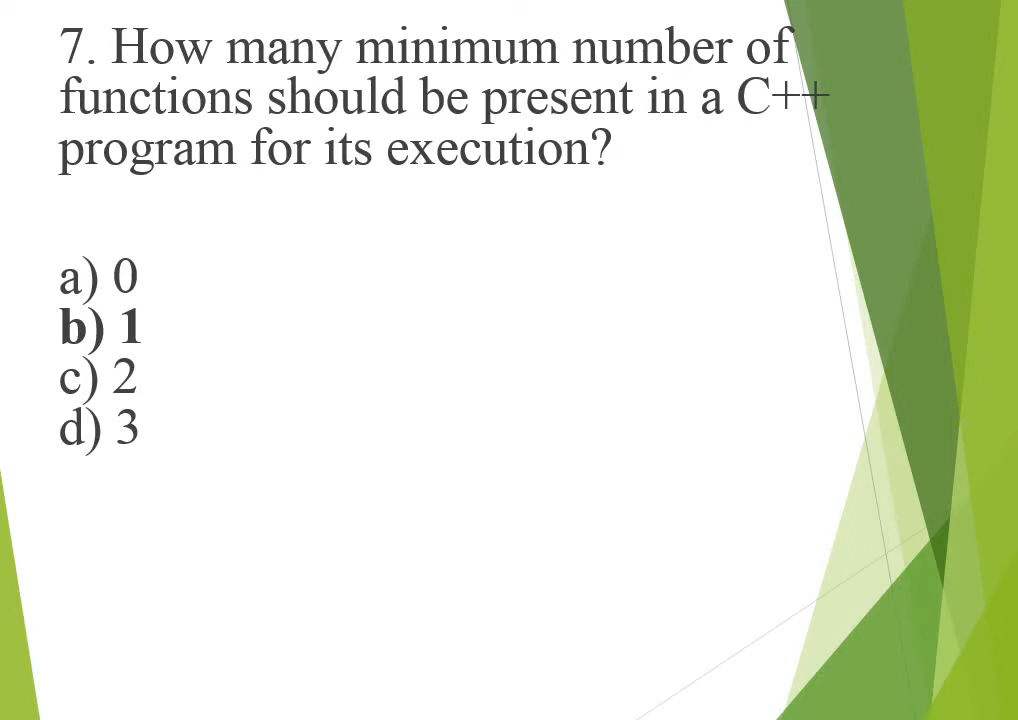 7. How many minimum number of
functions should be present in a C++
program for its execution?
a) 0
b) 1
c) 2
d) 3